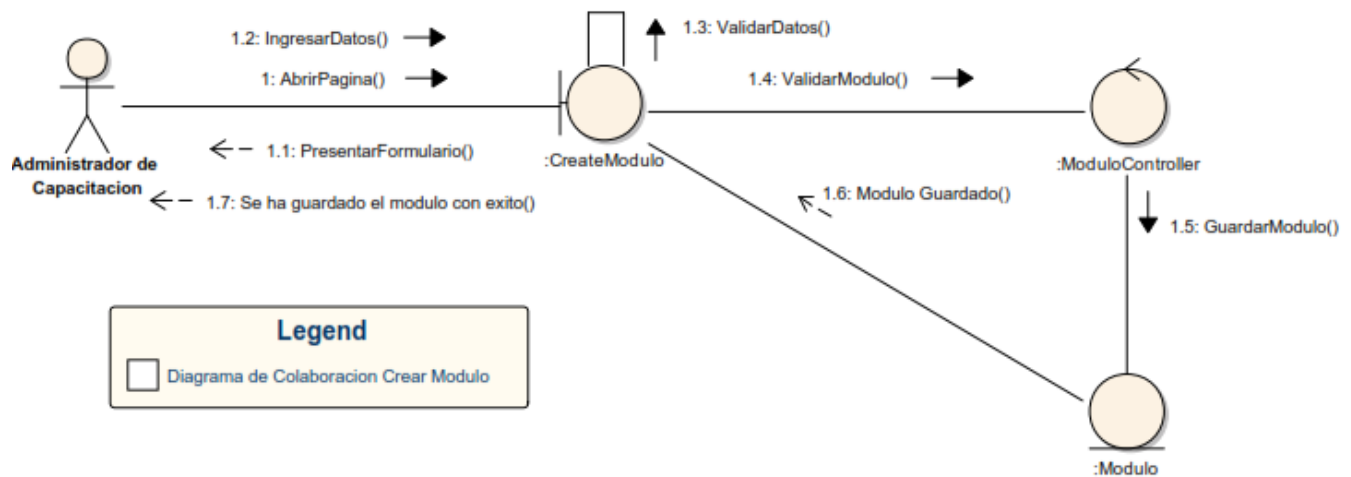 1.2: IngresarDatos()
1.3: ValidarDatos()
1: AbrirPagina()
1.4: ValidarModulo()
Administrador de
Capacitacion
1.1: PresentarFormulario()
:CreateModulo
:ModuloController
1.7: Se ha guardado el modulo con exito()
1.6: Modulo Guardado()
1.5: GuardarModulo()
Legend
Diagrama de Colaboracion Crear Modulo
:Modulo